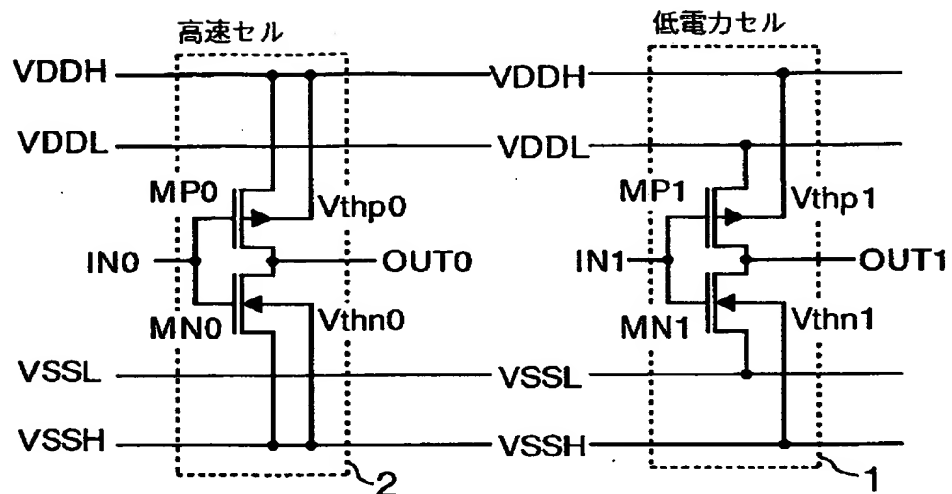 高速セル
低電力セル
VDDH
VDDH
VDDL
VDDL
MP0
Vthp0
MP1
Vthp1
IN0
OUT0
IN1
OUT1
MN0
Vthn0
MN1
Vthn1
VSSL
VSSL
VSSH
VSSH
2
1